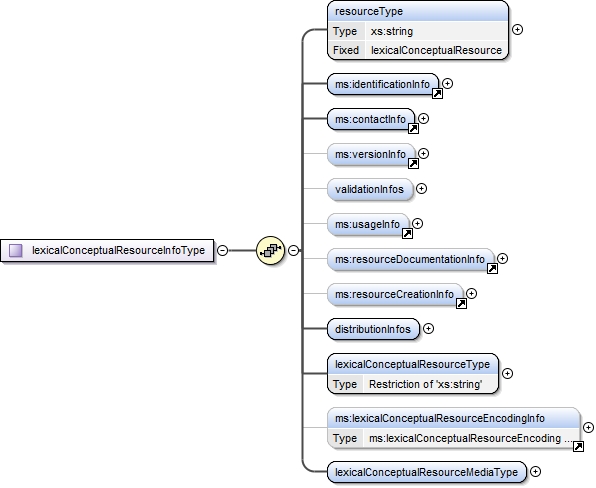 resourceType
Type xs:string
Fixed lexicalConceptualResource
ms:identificationInfo
ms:contactInfo
ms:versionInfo
validationInfos
ms:usageInfo
lexicalConceptualResourceInfoType
ms:resourceDocumentationInfo
ms:resourceCreationInfo
distributionInfos
lexicalConceptualResourceType
Type Restriction of 'xs:string'
ms:lexicalConceptualResourceEncodingInfo
Type ms:lexicalConceptualResourceEncoding ...
lexicalConceptualResourceMediaType